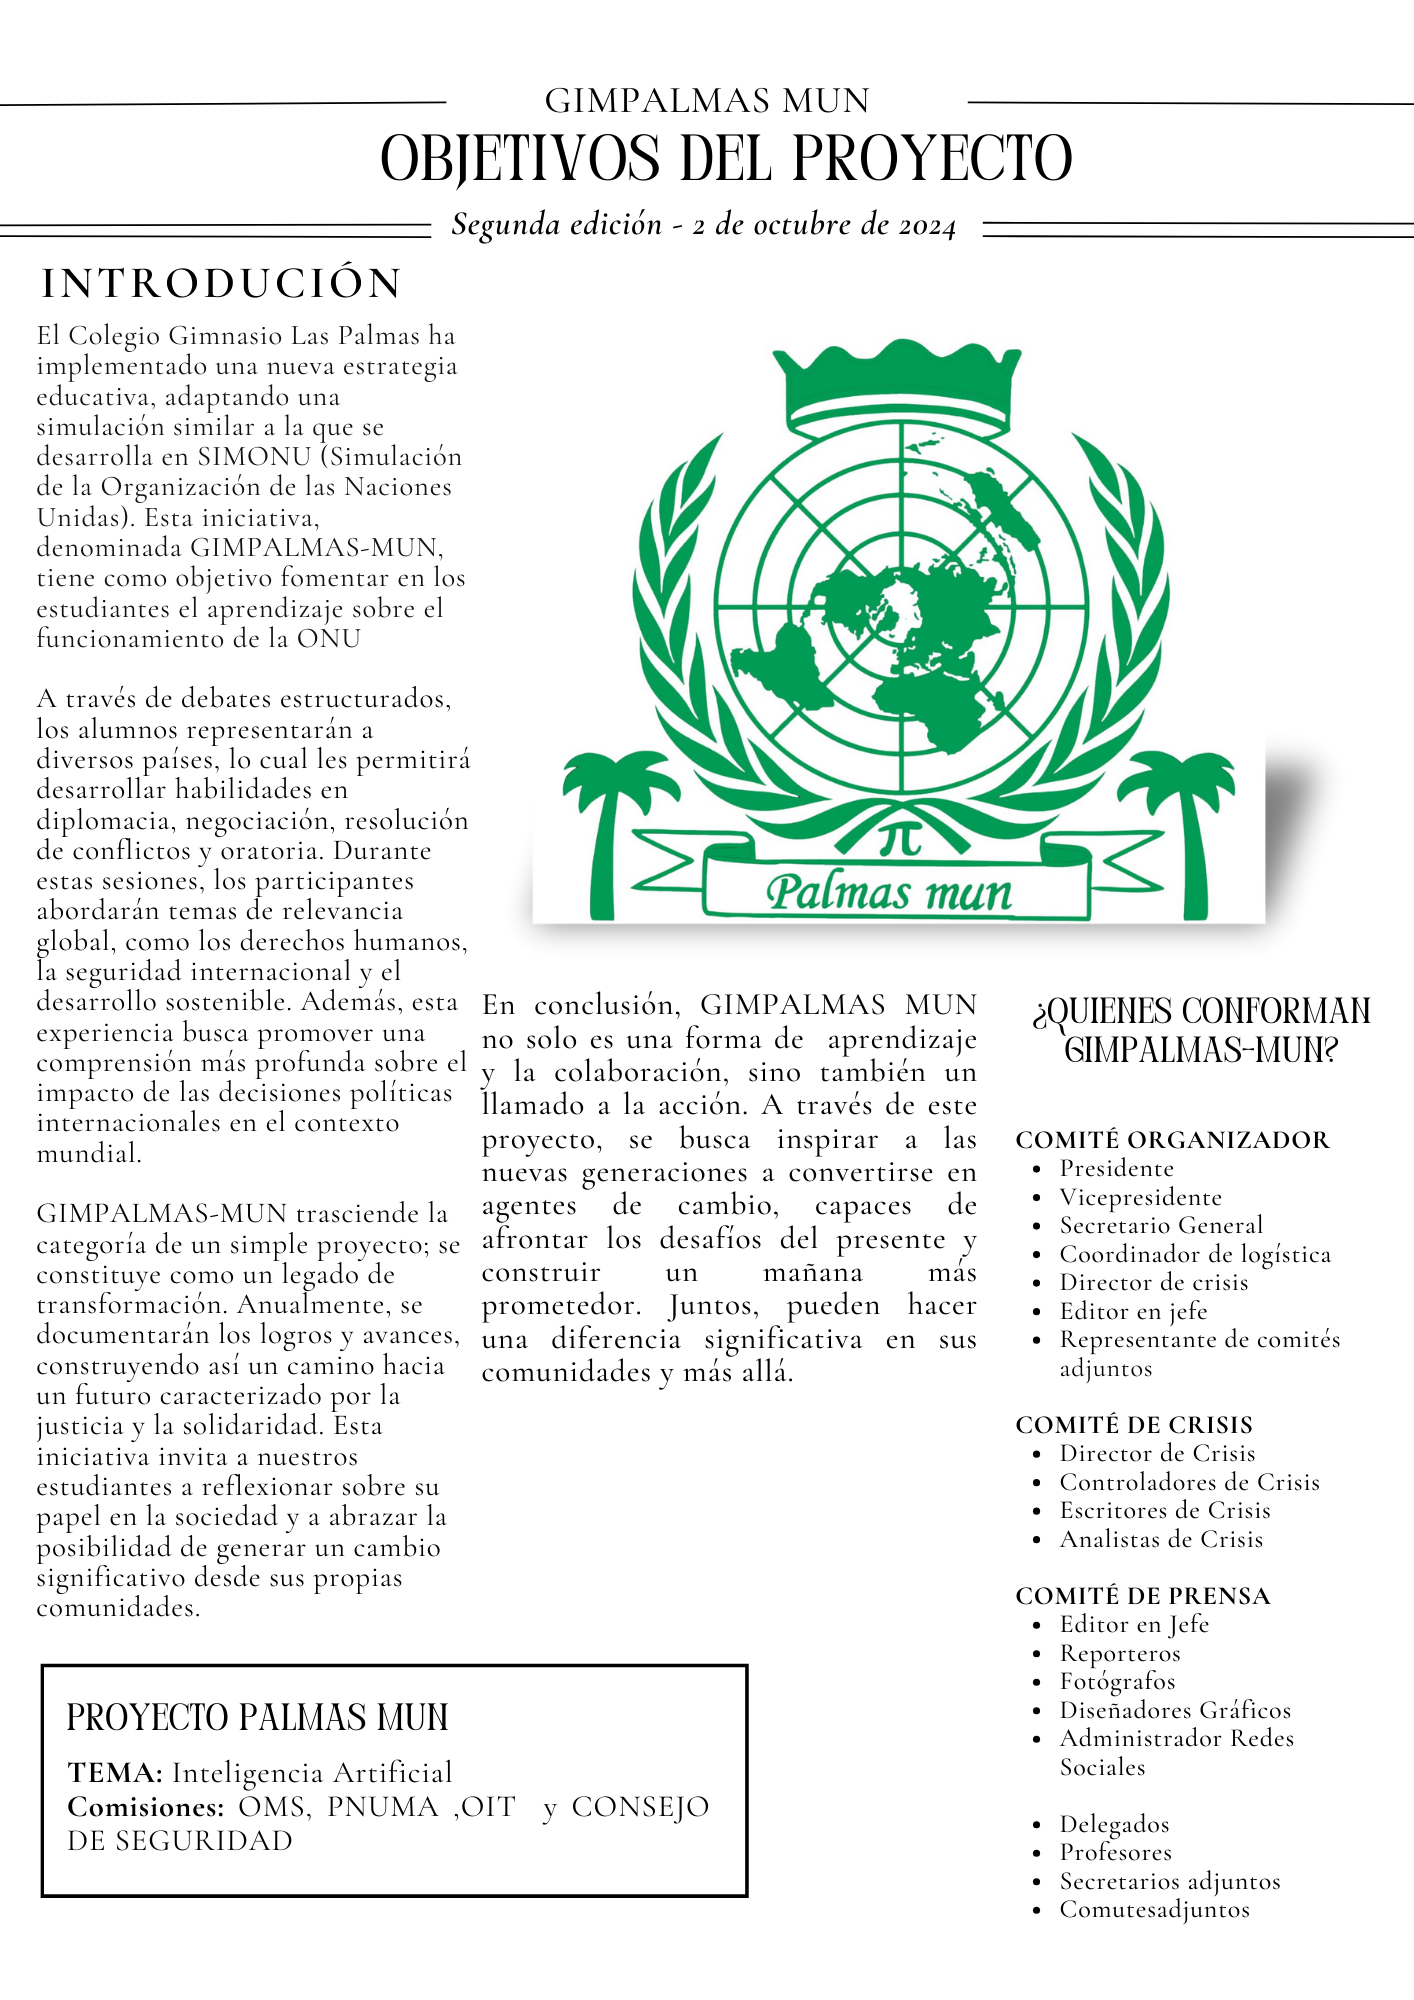 GIMPALMAS MUN
OBJETIVOS DEL PROYECTO
Segunda edición - 2 de octubre de 2024
INTRODUCIÓN
El Colegio Gimnasio Las Palmas ha
implementado una nueva estrategia
educativa, adaptando una
simulación similar a la que se
desarrolla en SIMONU (Simulación
de la Organización de las Naciones
Unidas). Esta iniciativa,
denominada GIMPALMAS-MUN,
tiene como objetivo fomentar en los
estudiantes el aprendizaje sobre el
funcionamiento de la ONU
A través de debates estructurados,
los alumnos representarán a
diversos países, lo cual les permitirá
desarrollar habilidades en
diplomacia, negociación, resolución
de conflictos y oratoria. Durante
estas sesiones, los participantes
abordarán temas de relevancia
global, como los derechos humanos,
la seguridad internacional y el
desarrollo sostenible. Además, esta
experiencia busca promover una
comprensión más profunda sobre el
impacto de las decisiones políticas
internacionales en el contexto
mundial.
GIMPALMAS-MUN trasciende la
categoría de un simple proyecto; se
constituye como un legado de
transformación. Anualmente, se
documentarán los logros y avances,
construyendo así un camino hacia
un futuro caracterizado por la
justicia y la solidaridad. Esta
iniciativa invita a nuestros
estudiantes a reflexionar sobre su
papel en la sociedad y a abrazar la
posibilidad de generar un cambio
significativo desde sus propias
comunidades.
π
Palmas mun
En conclusión, GIMPALMAS MUN
no solo es una forma de aprendizaje
y la colaboración, sino también un
llamado a la acción. A través de este
proyecto, se busca inspirar a las
nuevas generaciones a convertirse en
agentes de cambio, capaces de
afrontar los desafíos del presente y
construir un mañana más
prometedor. Juntos, pueden hacer
una diferencia significativa en sus
comunidades y más allá.
¿QUIENES CONFORMAN
GIMPALMAS-MUN?
COMITÉ ORGANIZADOR
• Presidente
• Vicepresidente
• Secretario General
• Coordinador de logística
• Director de crisis
• Editor en jefe
• Representante de comités
adjuntos
COMITÉ DE CRISIS
• Director de Crisis
• Controladores de Crisis
• Escritores de Crisis
• Analistas de Crisis
COMITÉ DE PRENSA
• Editor en Jefe
• Reporteros
• Fotógrafos
• Diseñadores Gráficos
• Administrador Redes
Sociales
• Delegados
• Profesores
• Secretarios adjuntos
• Comutesadjuntos
PROYECTO PALMAS MUN
TEMA: Inteligencia Artificial
Comisiones: OMS, PNUMA ,OIT y CONSEJO
DE SEGURIDAD